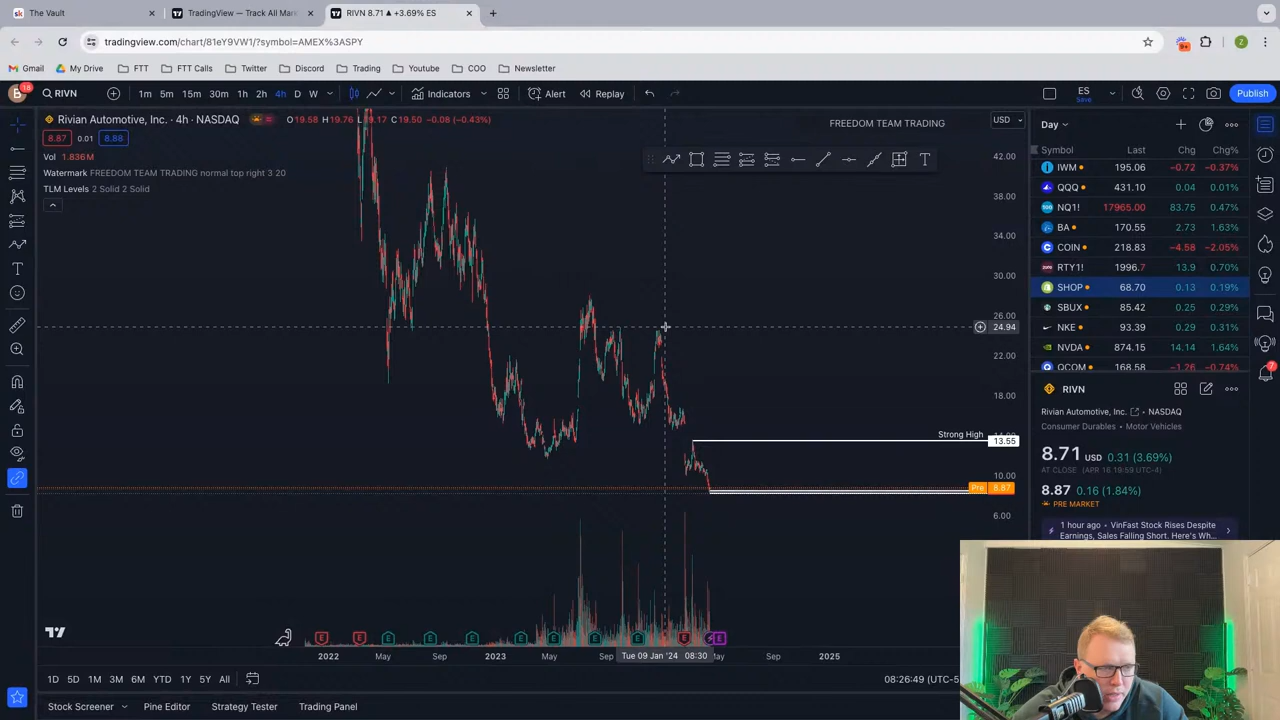 The Vault
TradingView — Track All Mar
RIVN 8.71 ▲ +3.69% ES
tradingview.com/chart/81eY9VW1/?symbol=AMEX%3ASPY
Gmail My Drive FTT FTT Calls Twitter Discord Trading Youtube COO Newsletter
RIVN 1m 5m 15m 30m 1h 2h 4h D W Indicators Alert Replay ES Save Publish
Rivian Automotive, Inc. · 4h · NASDAQ O19.58 H19.76 L19.17 C19.50 −0.08 (−0.43%)
8.87 0.01 8.88
Vol 1.836M
Watermark FREEDOM TEAM TRADING normal top right 3 20
TLM Levels 2 Solid 2 Solid
FREEDOM TEAM TRADING
USD
42.00
38.00
34.00
30.00
26.00
24.94
22.00
18.00
Strong High 13.55
10.00
Pre 8.87
6.00
2022 May Sep 2023 May Sep Tue 09 Jan '24 08:30 May Sep 2025
1D 5D 1M 3M 6M YTD 1Y 5Y All
08:26:49 (UTC-5
Stock Screener Pine Editor Strategy Tester Trading Panel
Day
Symbol Last Chg Chg%
IWM 195.06 −0.72 −0.37%
QQQ 431.10 0.04 0.01%
NQ1! 17965.00 83.75 0.47%
BA 170.55 2.73 1.63%
COIN 218.83 −4.58 −2.05%
RTY1! 1996.7 13.9 0.70%
SHOP 68.70 0.13 0.19%
SBUX 85.42 0.25 0.29%
NKE 93.39 0.29 0.31%
NVDA 874.15 14.14 1.64%
QCOM 168.58 −1.26 −0.74%
RIVN
Rivian Automotive, Inc. NASDAQ
Consumer Durables • Motor Vehicles
8.71 USD 0.31 (3.69%)
AT CLOSE (APR 16 19:59 UTC-4)
8.87 0.16 (1.84%)
PRE MARKET
1 hour ago • VinFast Stock Rises Despite
Earnings, Sales Falling Short. Here's Wh...